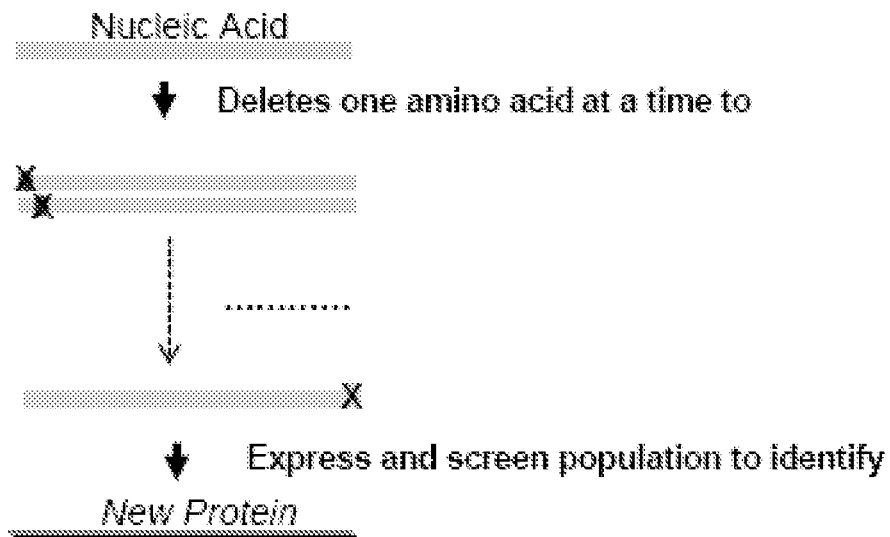 Nucleic Acid
Deletes one amino acid at a time to
X
X
X
Express and screen population to identify
New Protein